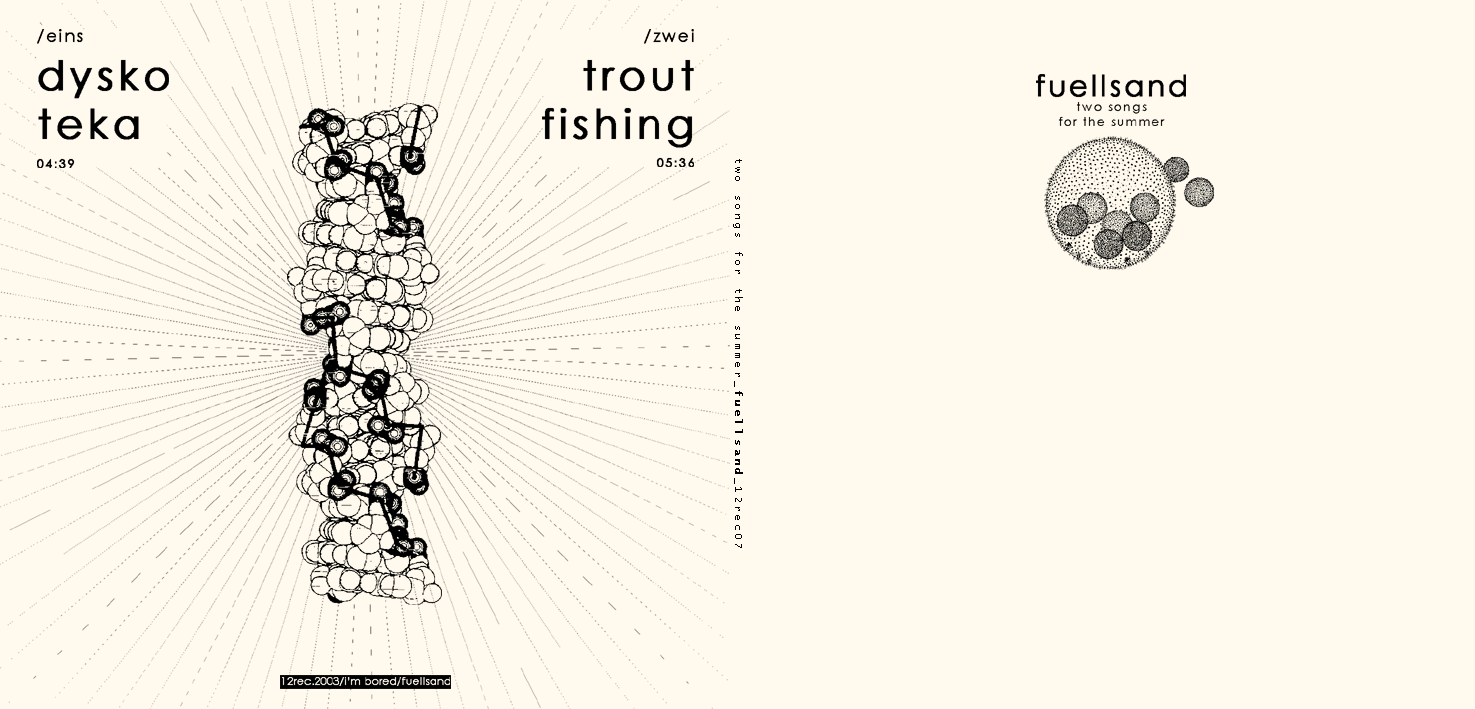 /eins
dysko
teka
04:39
/zwei
trout
fishing
05:36
12rec.2003/i'm bored/fuellsand
two songs for the summer_fuellsand_12rec07
fuellsand
two songs
for the summer